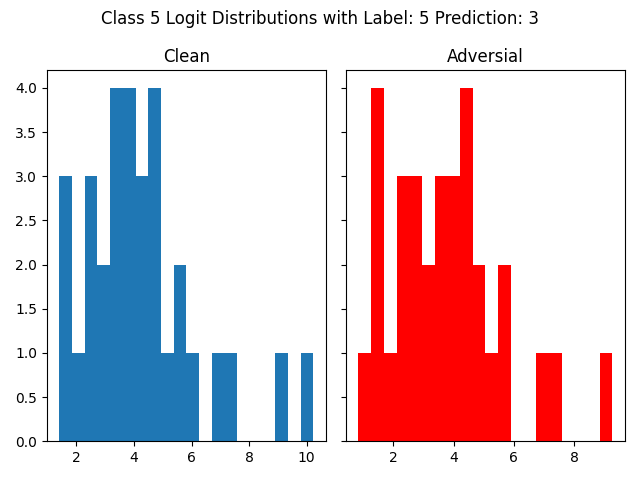 Class 5 Logit Distributions with Label: 5 Prediction: 3
Clean
Adversial
4.0
3.5
3.0
2.5
2.0
1.5
1.0
0.5
0.0
2 4 6 8 10
2 4 6 8